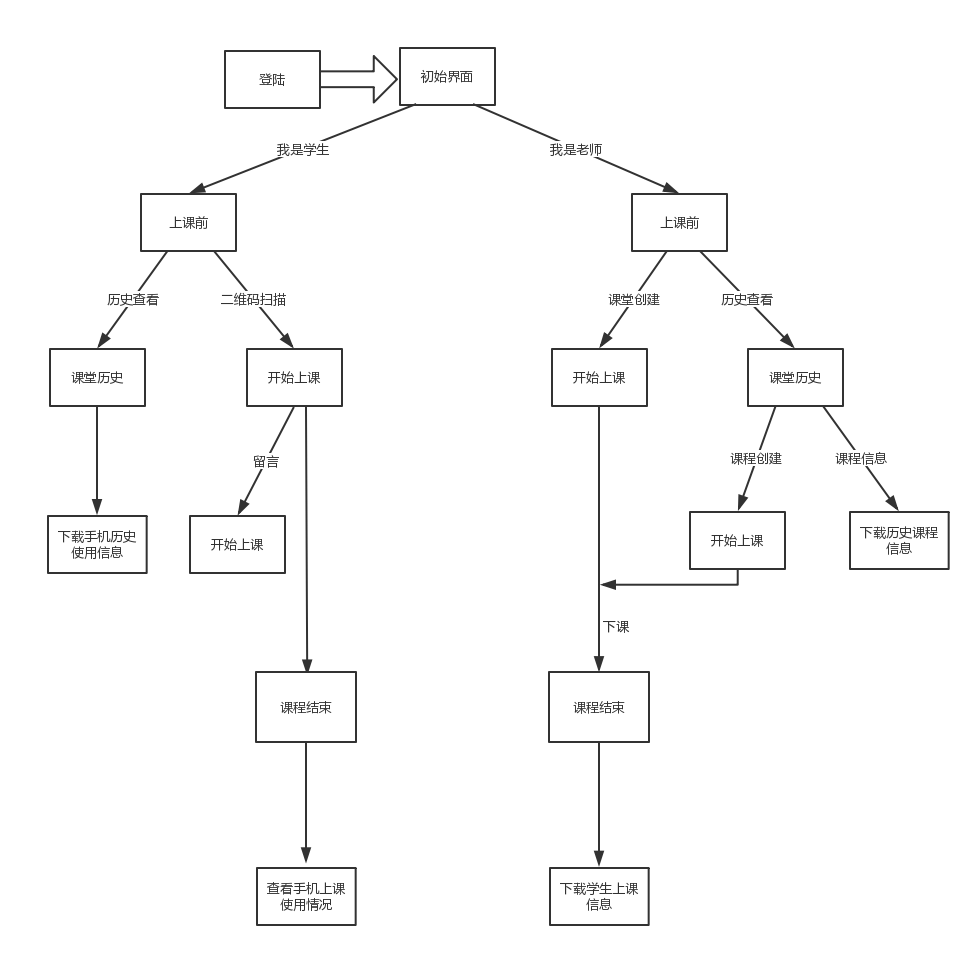 登陆
初始界面
我是学生
我是老师
上课前
上课前
历史查看
二维码扫描
课堂创建
历史查看
课堂历史
开始上课
开始上课
课堂历史
留言
课程创建
课程信息
下载手机历史
使用信息
开始上课
开始上课
下载历史课程
信息
下课
课程结束
课程结束
查看手机上课
使用情况
下载学生上课
信息